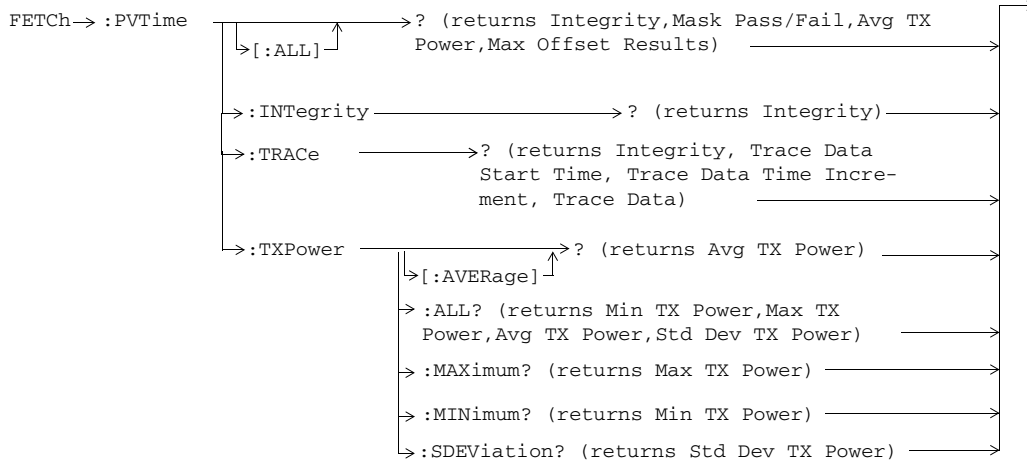 FETCh :PVTime ? (returns Integrity,Mask Pass/Fail,Avg TX
[:ALL] Power,Max Offset Results)
:INTegrity ? (returns Integrity)
:TRACe ? (returns Integrity, Trace Data
Start Time, Trace Data Time Incre-
ment, Trace Data)
:TXPower ? (returns Avg TX Power)
[:AVERage]
:ALL? (returns Min TX Power,Max TX
Power,Avg TX Power,Std Dev TX Power)
:MAXimum? (returns Max TX Power)
:MINimum? (returns Min TX Power)
:SDEViation? (returns Std Dev TX Power)